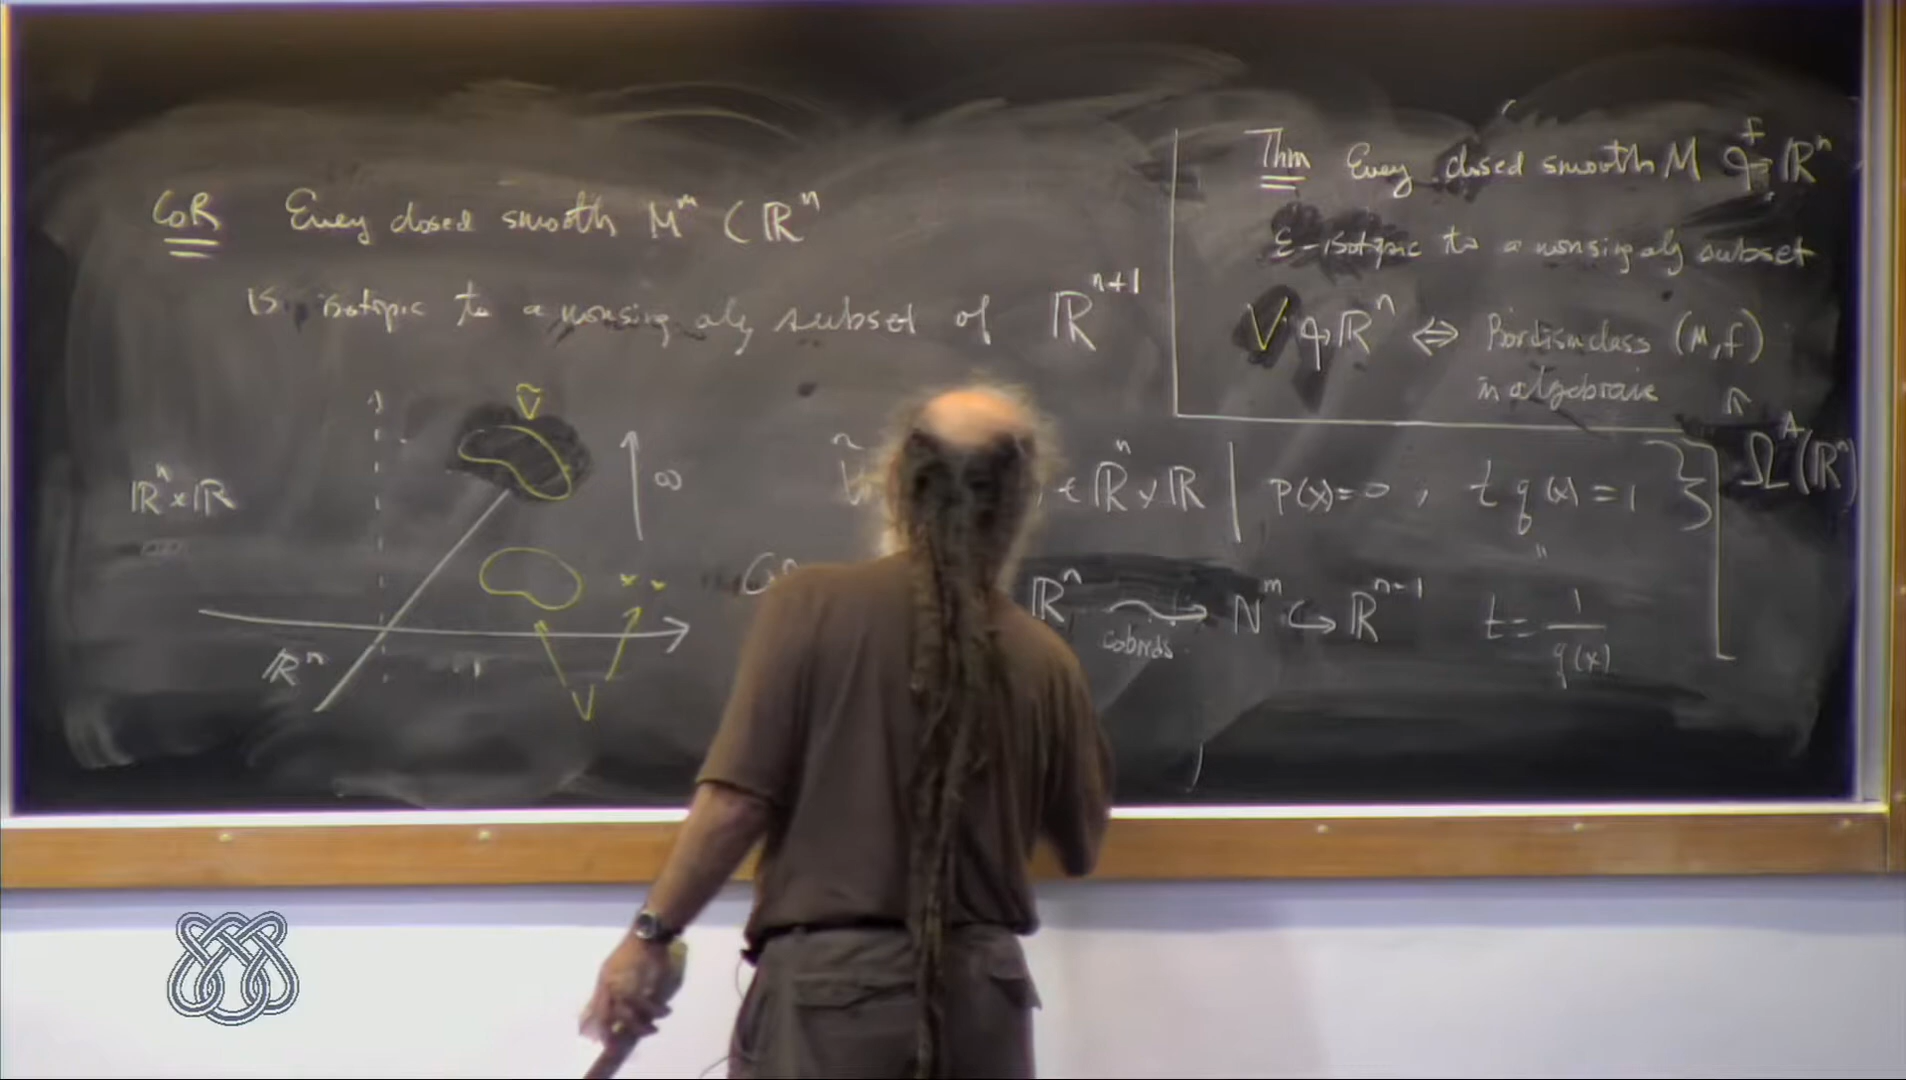 COR Every closed smooth Mᵐ ⊂ ℝⁿ
is isotopic to a nonsing alg subset of ℝⁿ⁺¹
Thm Every closed smooth M ↪ᶠ ℝⁿ
ε-isotopic to a nonsing alg subset
V ↪ ℝⁿ ⇔ Bordism class (M,f)
in algebraic ∩
Ωᴬ(ℝⁿ)
Ṽ
ℝⁿ×ℝ
∞
ℝⁿ
V
∈ ℝⁿ×ℝ | p(x)=0, t q(x)=1 }
ℝⁿ ⟿ Nᵐ ↪ ℝⁿ⁻¹
cobords
t = 1/q(x)